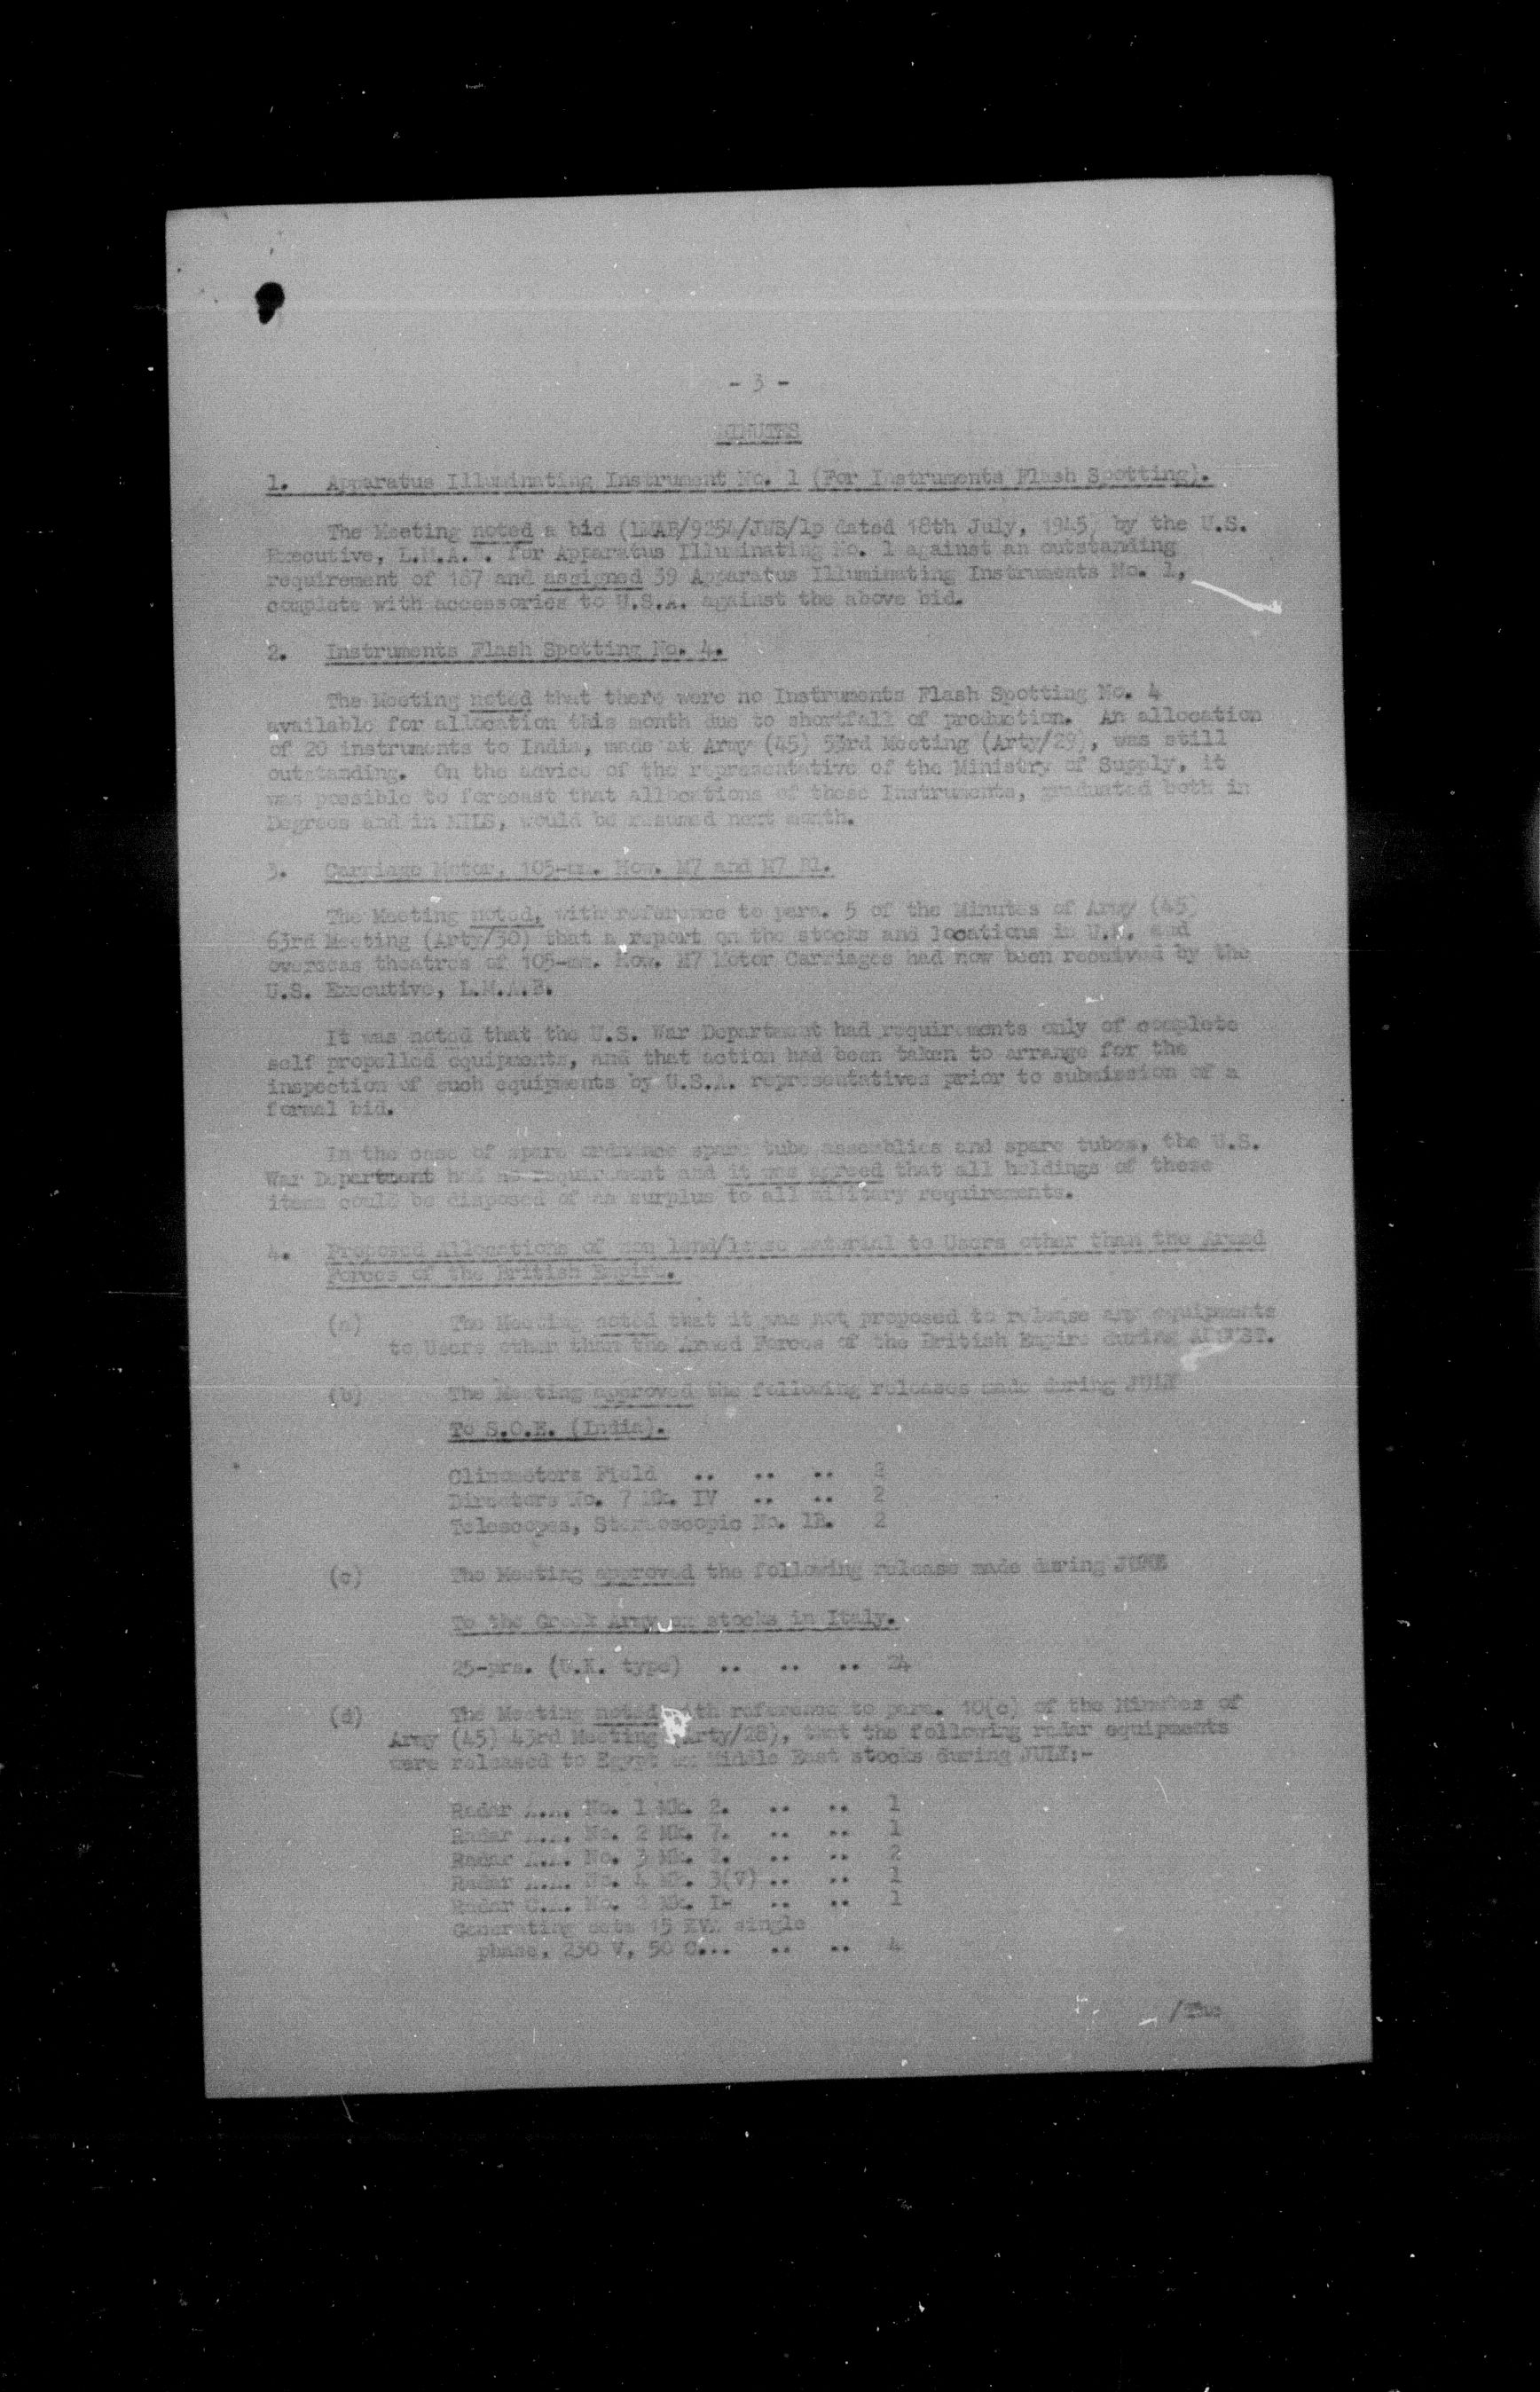 - 3 -
MINUTES
1. Apparatus Illuminating Instrument No. 1 (For Instruments Flash Spotting).
The Meeting noted a bid (LMAB/9254/JWS/lp dated 18th July, 1945) by the U.S.
Executive, L.M.A.B. for Apparatus Illuminating No. 1 against an outstanding
requirement of 187 and assigned 39 Apparatus Illuminating Instruments No. 1,
complete with accessories to U.S.A. against the above bid.
2. Instruments Flash Spotting No. 4.
The Meeting noted that there were no Instruments Flash Spotting No. 4
available for allocation this month due to shortfall of production. An allocation
of 20 instruments to India, made at Army (45) 53rd Meeting (Arty/29), was still
outstanding. On the advice of the representative of the Ministry of Supply, it
was possible to forecast that allocations of these Instruments, graduated both in
Degrees and in MILS, would be resumed next month.
3. Carriage Motor, 105-mm. How. M7 and M7 B1.
The Meeting noted, with reference to para. 5 of the Minutes of Army (45)
63rd Meeting (Arty/30) that a report on the stocks and locations in U.K. and
overseas theatres of 105-mm. How. M7 Motor Carriages had now been received by the
U.S. Executive, L.M.A.B.
It was noted that the U.S. War Department had requirements only of complete
self propelled equipments, and that action had been taken to arrange for the
inspection of such equipments by U.S.A. representatives prior to submission of a
formal bid.
In the case of spare ordnance spare tube assemblies and spare tubes, the U.S.
War Department had no requirement and it was agreed that all holdings of these
items could be disposed of as surplus to all military requirements.
4. Proposed Allocations of non lend/lease material to Users other than the Armed
Forces of the British Empire.
(a) The Meeting noted that it was not proposed to release any equipments
to Users other than the Armed Forces of the British Empire during AUGUST.
(b) The Meeting approved the following releases made during JULY
To S.O.E. (India).
Clinometers Field .. .. .. 2
Directors No. 7 Mk. IV .. .. 2
Telescopes, Stereoscopic No. 1B. 2
(c) The Meeting approved the following release made during JUNE
To the Greek Army ex stocks in Italy.
25-prs. (U.K. type) .. .. .. 24
(d) The Meeting noted with reference to para. 10(c) of the Minutes of
Army (45) 43rd Meeting (Arty/28), that the following radar equipments
were released to Egypt ex Middle East stocks during JULY:-
Radar A.A. No. 1 Mk. 2. .. .. 1
Radar A.A. No. 2 Mk. 7. .. .. 1
Radar A.A. No. 3 Mk. 2. .. .. 2
Radar A.A. No. 4 Mk. 3(V) .. .. 1
Radar No. 2 Mk. .. .. 1
Generating sets 15 KVA single
phase, 230 V, 50 C... .. .. 4
/The